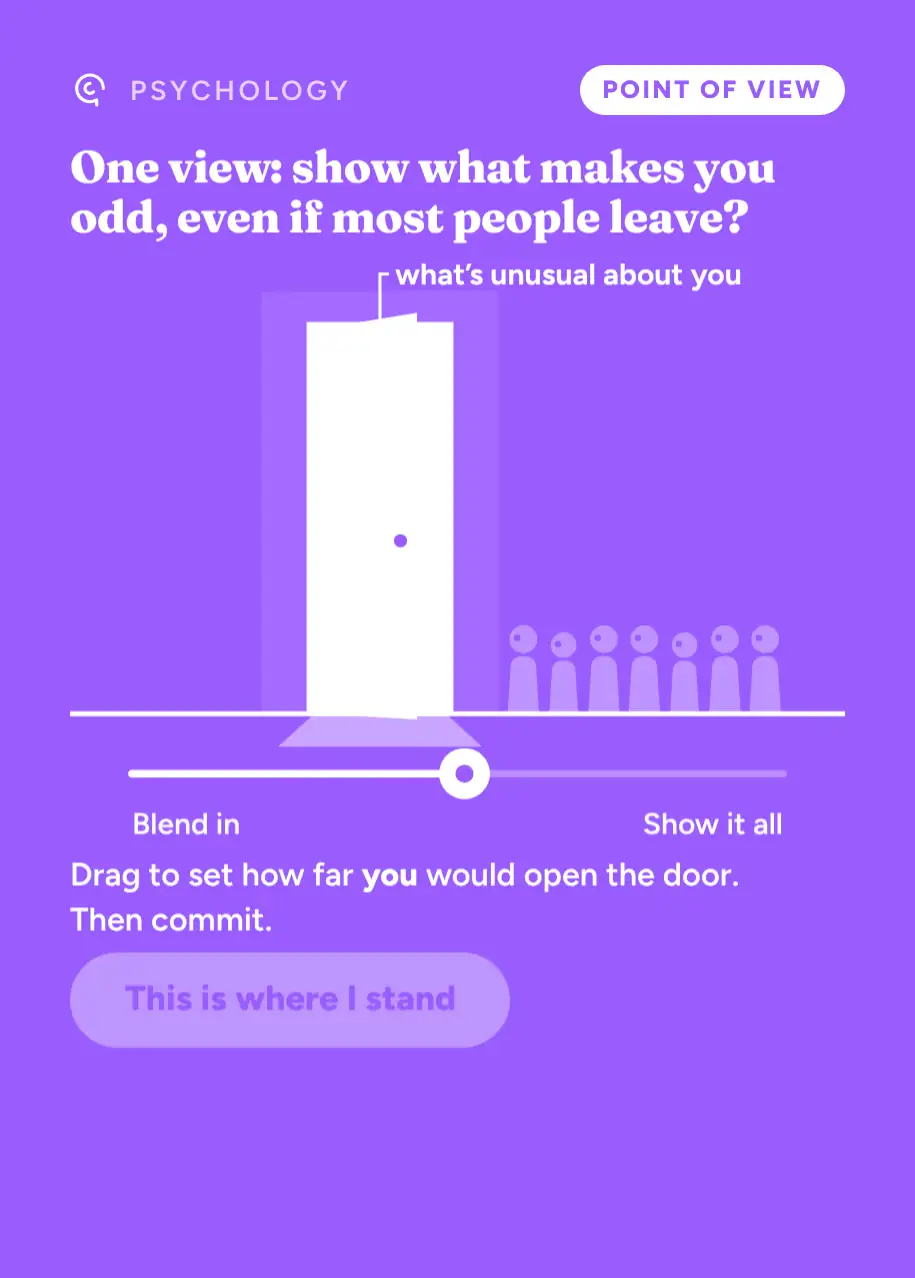 PSYCHOLOGY
POINT OF VIEW
One view: show what makes you
odd, even if most people leave?
what’s unusual about you
Blend in
Show it all
Drag to set how far you would open the door.
Then commit.
This is where I stand